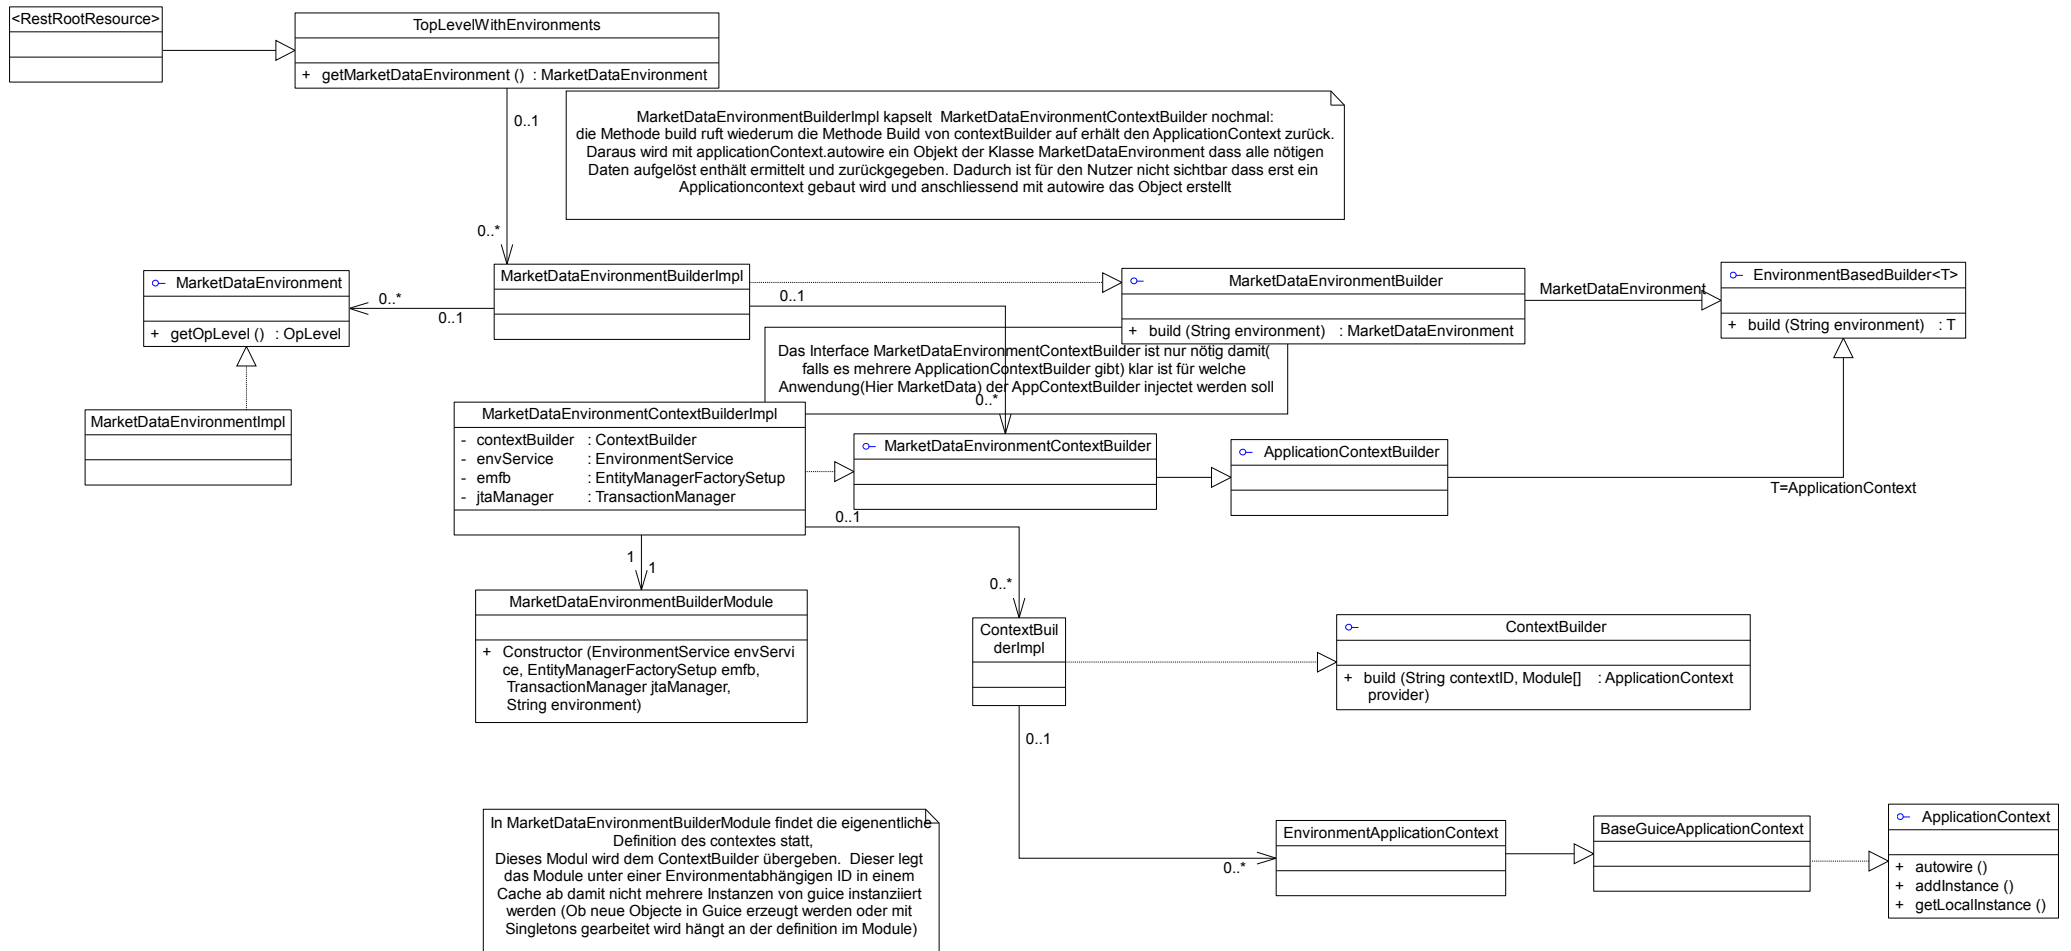 <RestRootResource>
TopLevelWithEnvironments
+ getMarketDataEnvironment () : MarketDataEnvironment
0..1
0..*
MarketDataEnvironmentBuilderImpl kapselt MarketDataEnvironmentContextBuilder nochmal:
die Methode build ruft wiederum die Methode Build von contextBuilder auf erhält den ApplicationContext zurück.
Daraus wird mit applicationContext.autowire ein Objekt der Klasse MarketDataEnvironment dass alle nötigen
Daten aufgelöst enthält ermittelt und zurückgegeben. Dadurch ist für den Nutzer nicht sichtbar dass erst ein
Applicationcontext gebaut wird und anschliessend mit autowire das Object erstellt
MarketDataEnvironment
+ getOpLevel () : OpLevel
0..*
0..1
MarketDataEnvironmentBuilderImpl
0..1
0..*
MarketDataEnvironmentBuilder
+ build (String environment) : MarketDataEnvironment
MarketDataEnvironment
EnvironmentBasedBuilder<T>
+ build (String environment) : T
Das Interface MarketDataEnvironmentContextBuilder ist nur nötig damit(
falls es mehrere ApplicationContextBuilder gibt) klar ist für welche
Anwendung(Hier MarketData) der AppContextBuilder injectet werden soll
MarketDataEnvironmentImpl
MarketDataEnvironmentContextBuilderImpl
- contextBuilder : ContextBuilder
- envService : EnvironmentService
- emfb : EntityManagerFactorySetup
- jtaManager : TransactionManager
MarketDataEnvironmentContextBuilder
ApplicationContextBuilder
T=ApplicationContext
0..1
0..*
1
1
MarketDataEnvironmentBuilderModule
+ Constructor (EnvironmentService envServi
ce, EntityManagerFactorySetup emfb,
TransactionManager jtaManager,
String environment)
ContextBuil
derImpl
ContextBuilder
+ build (String contextID, Module[] : ApplicationContext
provider)
0..1
0..*
In MarketDataEnvironmentBuilderModule findet die eigenentliche
Definition des contextes statt,
Dieses Modul wird dem ContextBuilder übergeben. Dieser legt
das Module unter einer Environmentabhängigen ID in einem
Cache ab damit nicht mehrere Instanzen von guice instanziiert
werden (Ob neue Objecte in Guice erzeugt werden oder mit
Singletons gearbeitet wird hängt an der definition im Module)
EnvironmentApplicationContext
BaseGuiceApplicationContext
ApplicationContext
+ autowire ()
+ addInstance ()
+ getLocalInstance ()